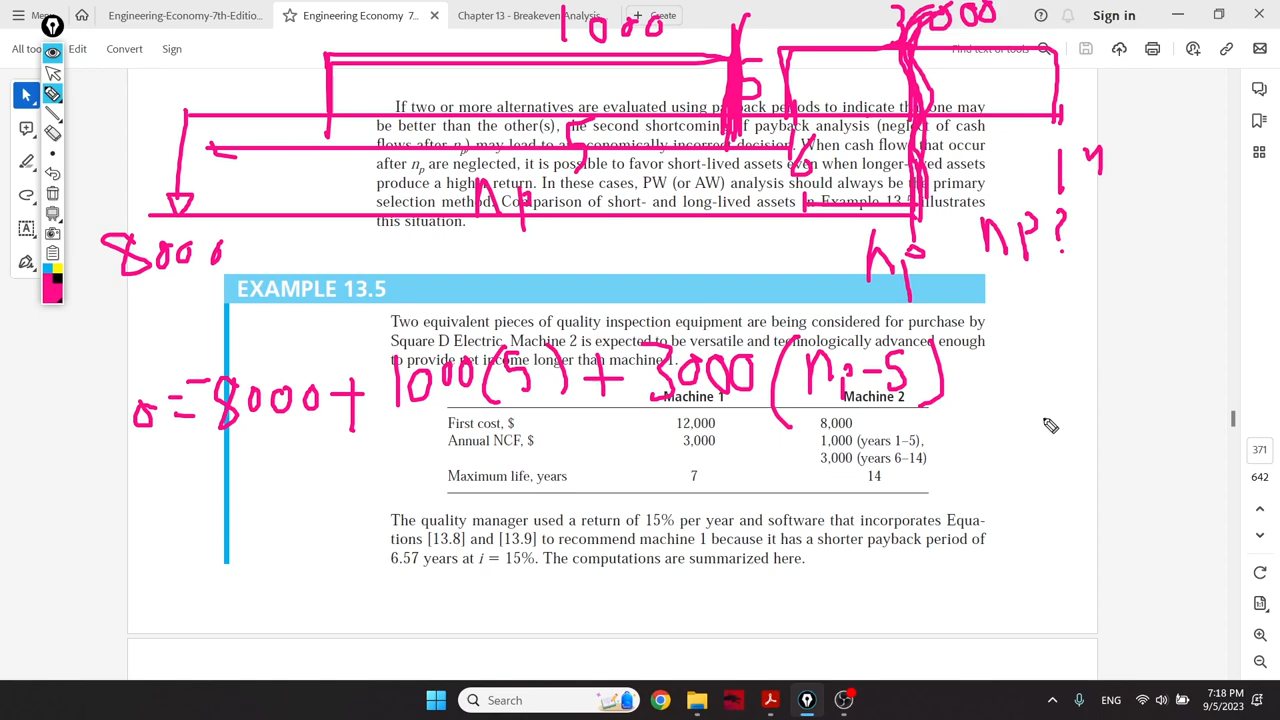 Menu
Engineering-Economy-7th-Editio...
Engineering Economy 7...
Chapter 13 - Breakeven Analysis
Create
Sign in
All tools
Edit
Convert
Sign
Find text or tools
1000
3000
If two or more alternatives are evaluated using payback periods to indicate that one may
be better than the other(s), the second shortcoming of payback analysis (neglect of cash
flows after np) may lead to an economically incorrect decision. When cash flows that occur
after np are neglected, it is possible to favor short-lived assets even when longer-lived assets
produce a higher return. In these cases, PW (or AW) analysis should always be the primary
selection method. Comparison of short- and long-lived assets in Example 13.5 illustrates
this situation.
5
5
6
14
np
np
np?
8000
EXAMPLE 13.5
Two equivalent pieces of quality inspection equipment are being considered for purchase by
Square D Electric. Machine 2 is expected to be versatile and technologically advanced enough
to provide net income longer than machine 1.
0 = -8000 + 1000(5) + 3000(np-5)
Machine 1 Machine 2
First cost, $ 12,000 8,000
Annual NCF, $ 3,000 1,000 (years 1–5),
3,000 (years 6–14)
Maximum life, years 7 14
The quality manager used a return of 15% per year and software that incorporates Equa-
tions [13.8] and [13.9] to recommend machine 1 because it has a shorter payback period of
6.57 years at i = 15%. The computations are summarized here.
371
642
Search
ENG
7:18 PM
9/5/2023